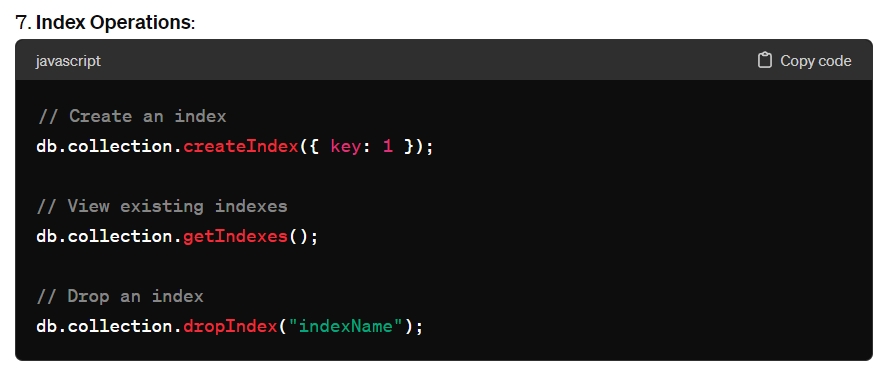 7. Index Operations:
javascript
Copy code
// Create an index
db.collection.createIndex({ key: 1 });
// View existing indexes
db.collection.getIndexes();
// Drop an index
db.collection.dropIndex("indexName");